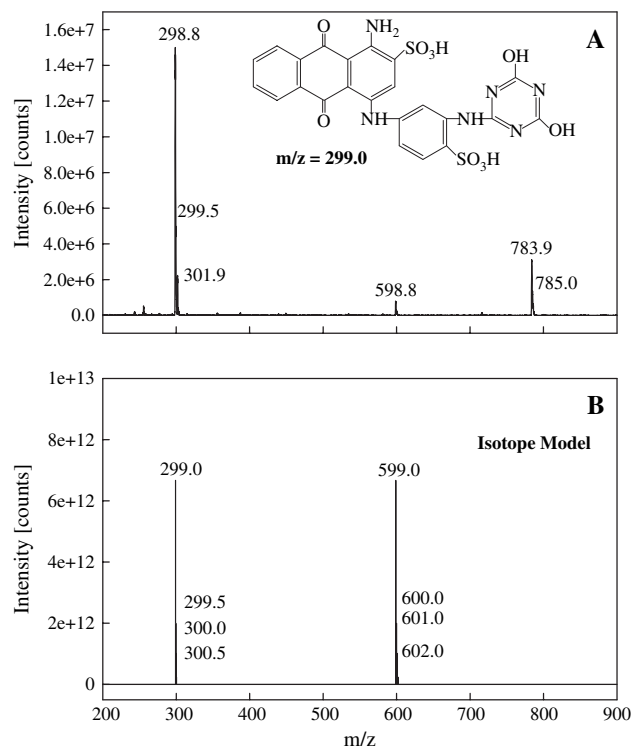 1.6e+7
1.4e+7
1.2e+7
1.0e+7
8.0e+6
6.0e+6
4.0e+6
2.0e+6
0.0
Intensity [counts]
A
298.8
299.5
301.9
598.8
783.9
785.0
O
NH2
SO3H
O
NH
NH
SO3H
N
N
N
OH
OH
m/z = 299.0
1e+13
8e+12
6e+12
4e+12
2e+12
0
Intensity [counts]
B
Isotope Model
299.0
299.5
300.0
300.5
599.0
600.0
601.0
602.0
200 300 400 500 600 700 800 900
m/z